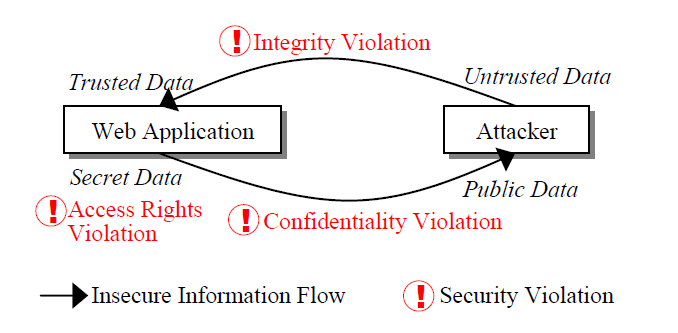 ! Integrity Violation
Trusted Data
Untrusted Data
Web Application
Attacker
Secret Data
Public Data
! Access Rights
Violation
! Confidentiality Violation
Insecure Information Flow
! Security Violation